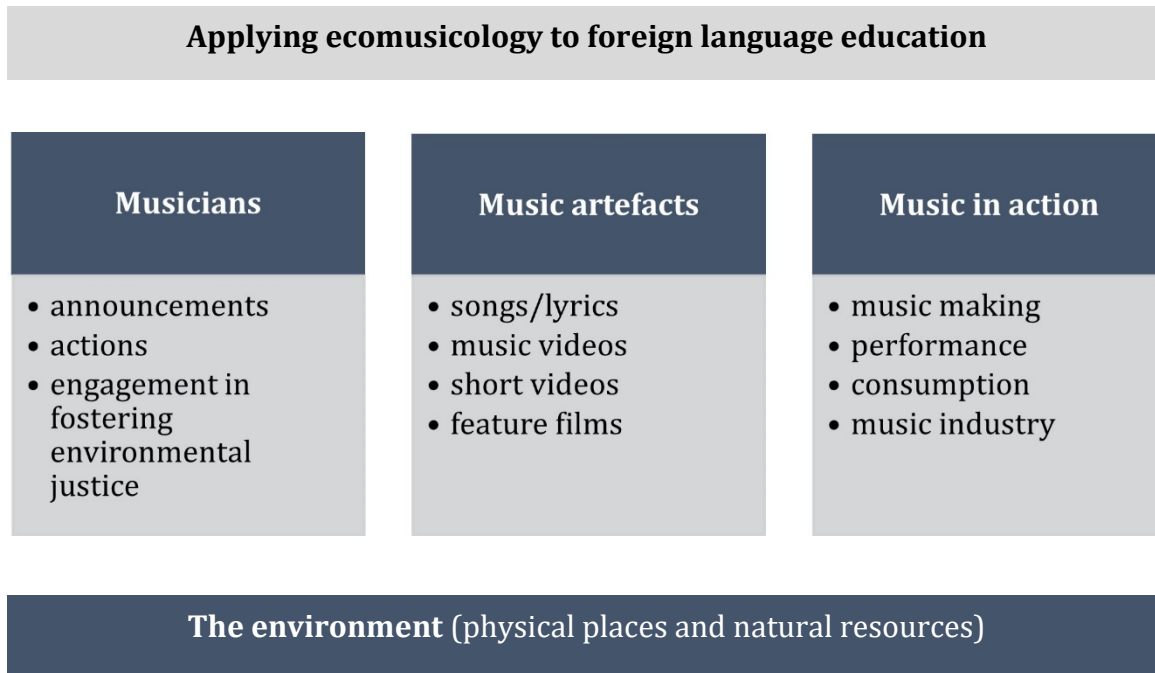 Applying ecomusicology to foreign language education
Musicians
• announcements
• actions
• engagement in
fostering
environmental
justice
Music artefacts
• songs/lyrics
• music videos
• short videos
• feature films
Music in action
• music making
• performance
• consumption
• music industry
The environment (physical places and natural resources)